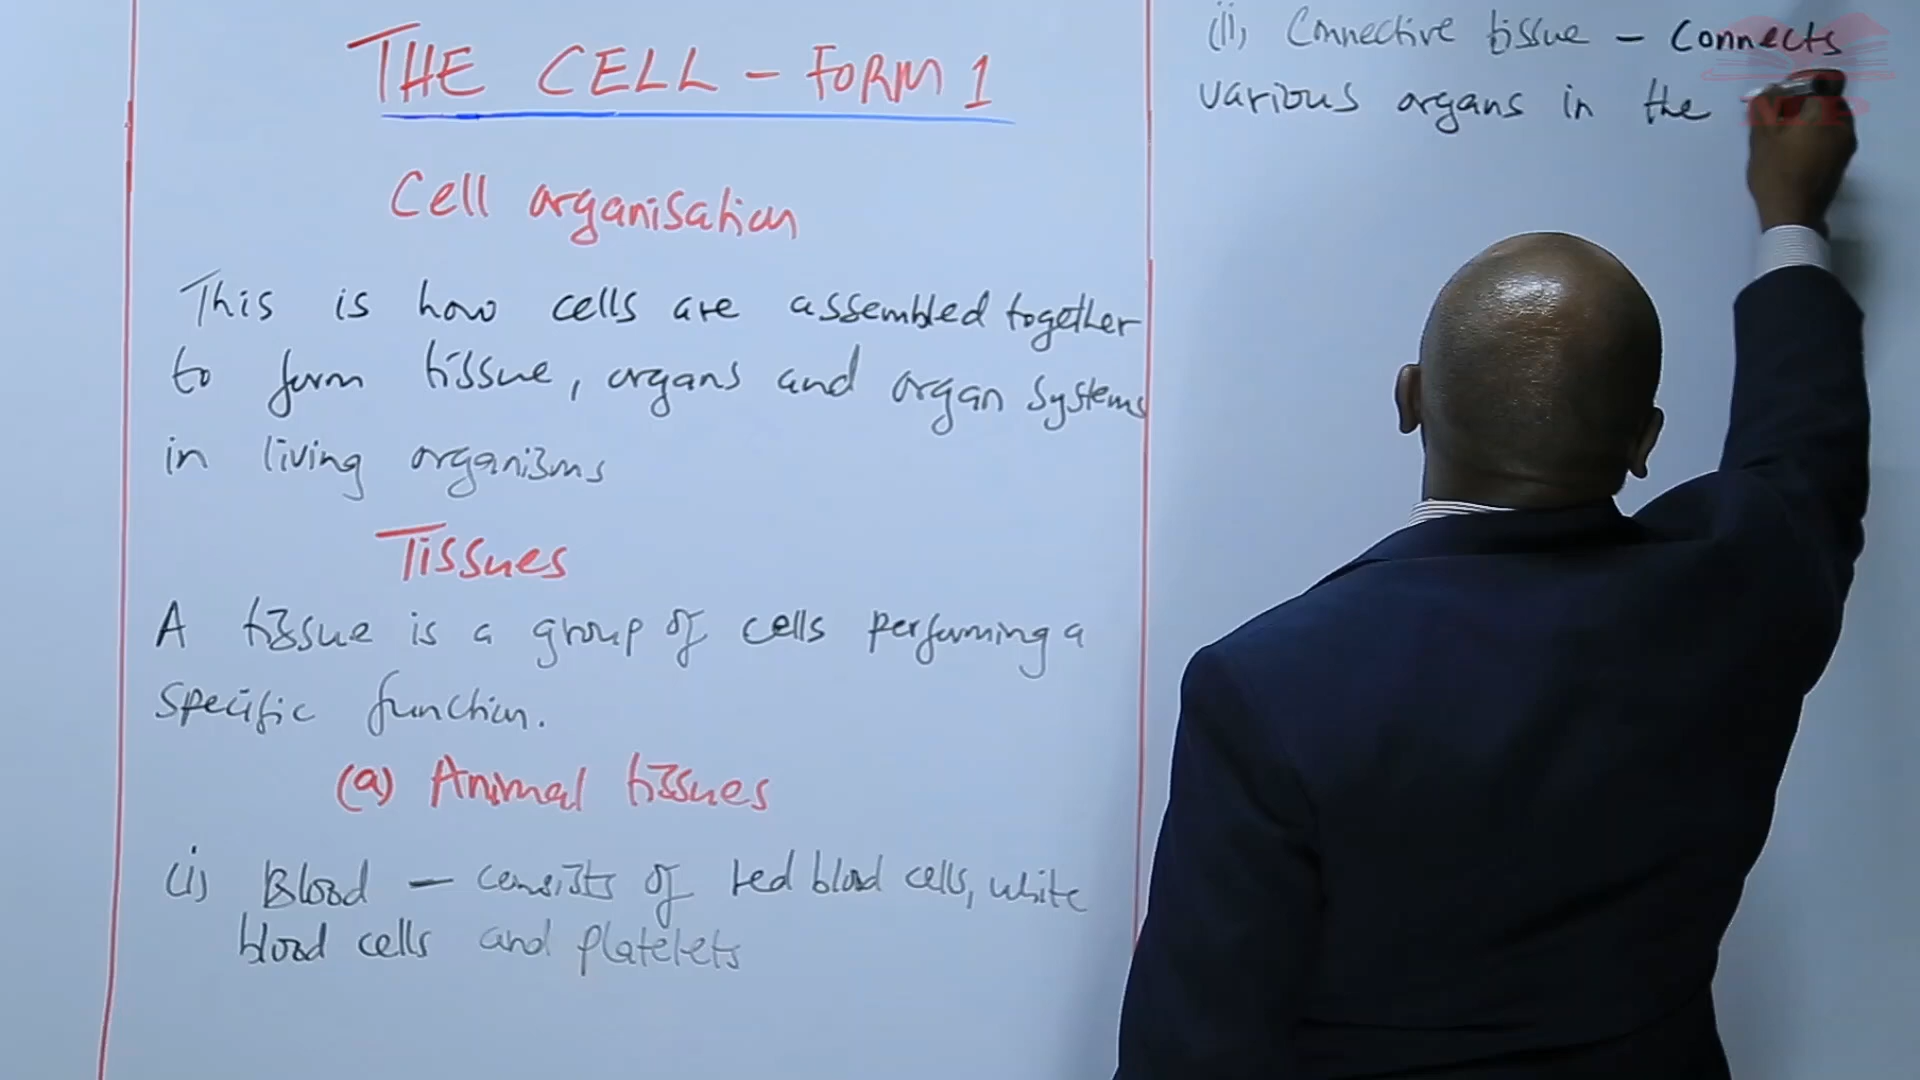 THE CELL - FORM 1
Cell organisation
This is how cells are assembled together
to form tissue, organs and organ systems
in living organisms
Tissues
A tissue is a group of cells performing a
specific function.
(a) Animal tissues
(i) Blood - consists of red blood cells, white
blood cells and platelets
(ii) Connective tissue - Connects
various organs in the